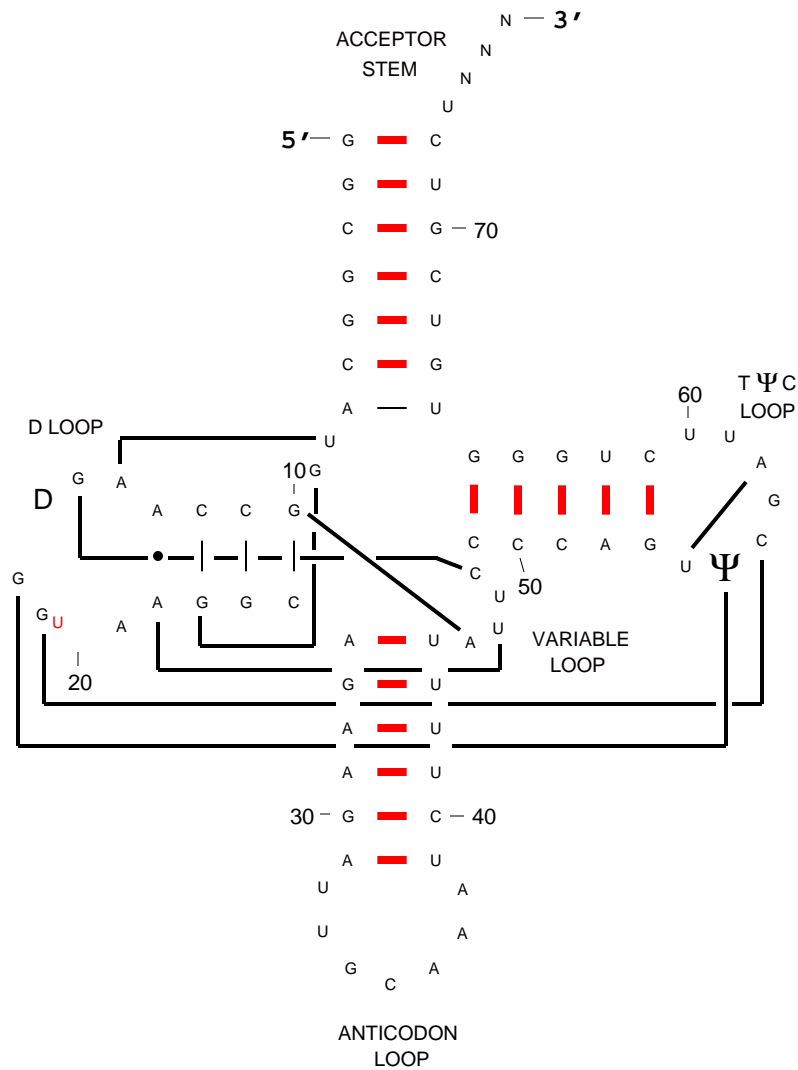 N 3'
ACCEPTOR
N
STEM
N
U
5' G C
G U
C G 70
G C
G U
C G
A U
60
T Ψ C
LOOP
D LOOP
U
U U
G G G U C
A
G A
10 G
D
A C C G
G
C C C A G
U Ψ C
G
C
50
G U
A A G G C
U
A U A U
VARIABLE
LOOP
20
G U
A U
A U
30 G C 40
A U
U A
U A
G A
C
ANTICODON
LOOP